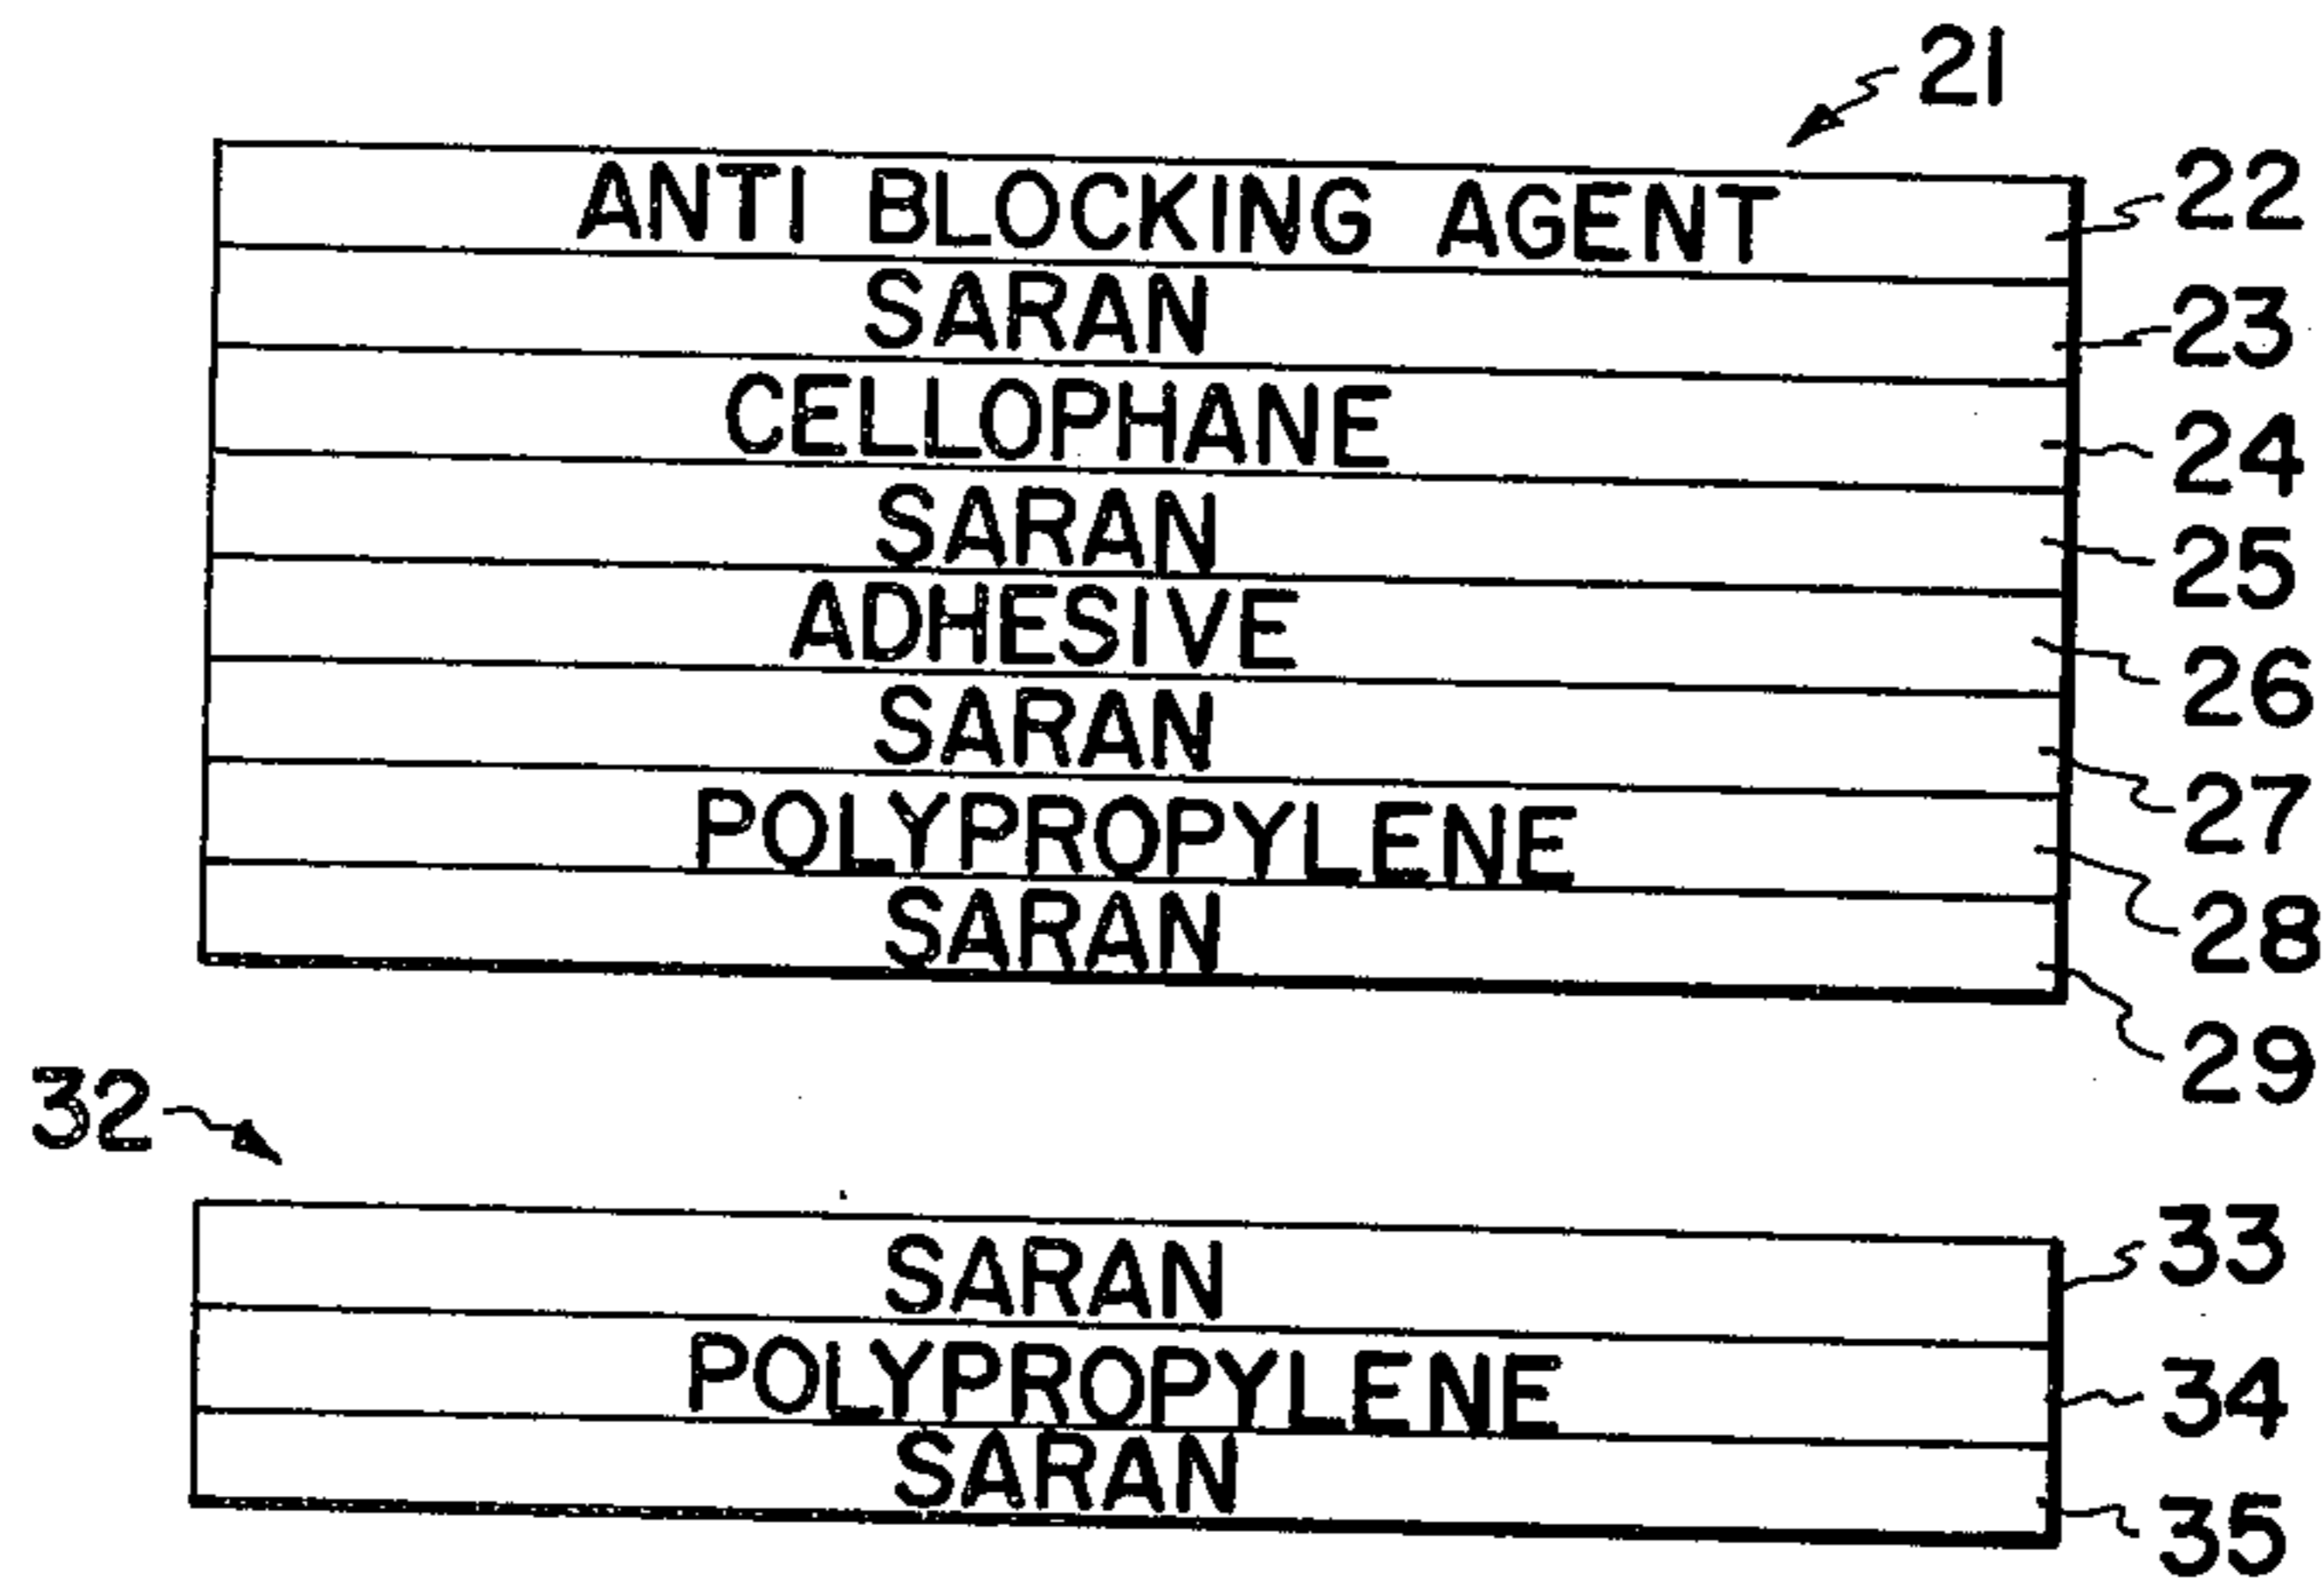 21
ANTI BLOCKING AGENT 22
SARAN 23
CELLOPHANE 24
SARAN 25
ADHESIVE 26
SARAN 27
POLYPROPYLENE 28
SARAN 29
32
SARAN 33
POLYPROPYLENE 34
SARAN 35